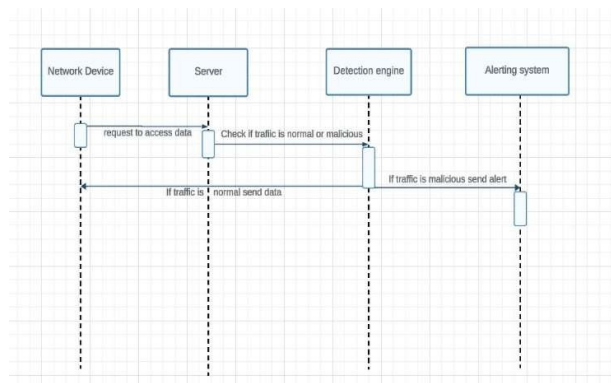 Network Device
Server
Detection engine
Alerting system
request to access data
Check if traffic is normal or malicious
If traffic is malicious send alert
If traffic is normal send data